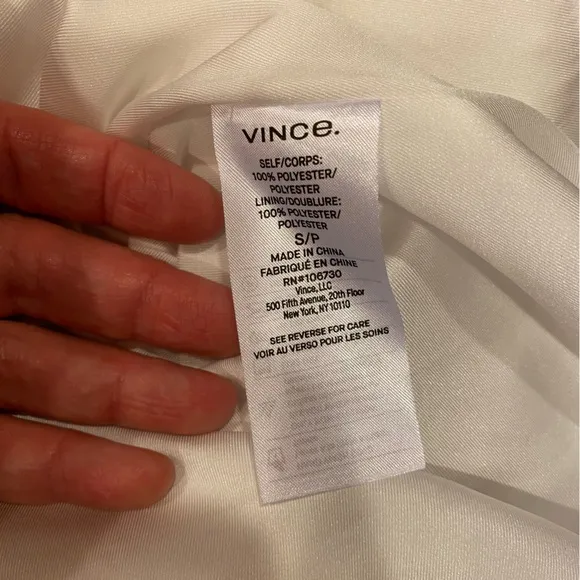 VINCE.
SELF/CORPS:
100% POLYESTER/
POLYESTER
LINING/DOUBLURE:
100% POLYESTER/
POLYESTER
S/P
MADE IN CHINA
FABRIQUÉ EN CHINE
RN#106730
Vince, LLC
500 Fifth Avenue, 20th Floor
New York, NY 10110
SEE REVERSE FOR CARE
VOIR AU VERSO POUR LES SOINS